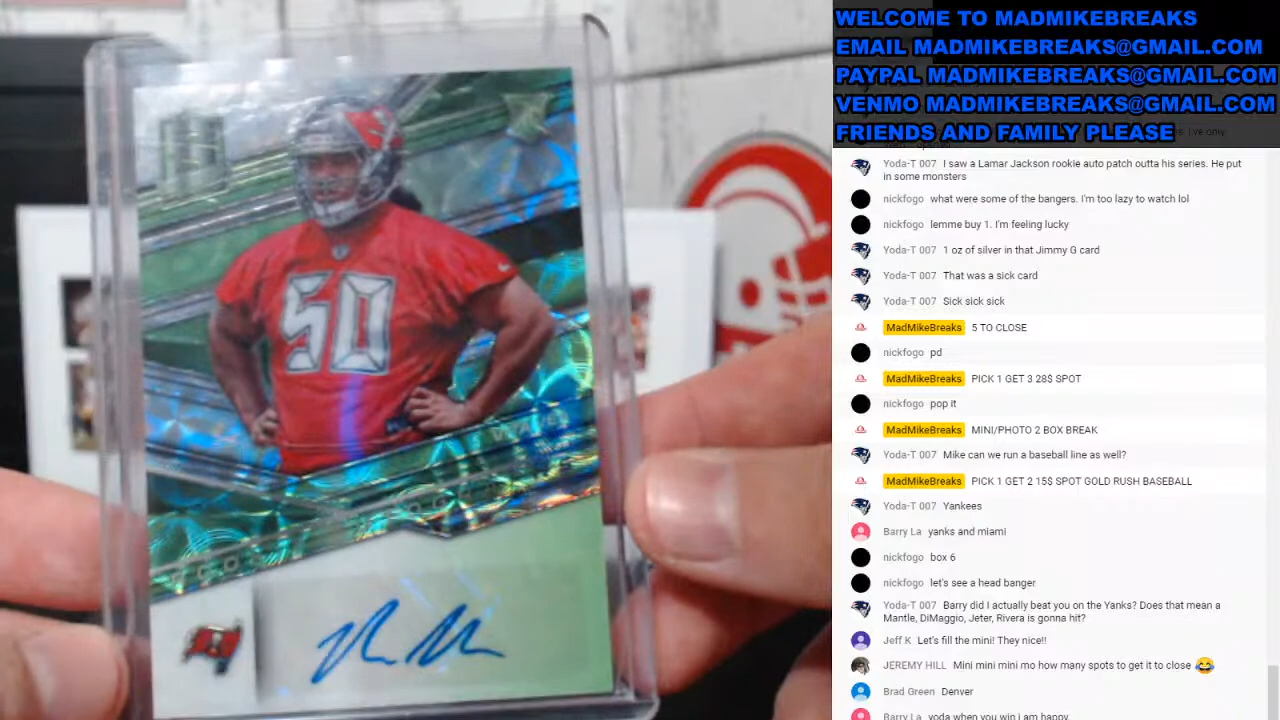 WELCOME TO MADMIKEBREAKS
EMAIL MADMIKEBREAKS@GMAIL.COM
PAYPAL MADMIKEBREAKS@GMAIL.COM
VENMO MADMIKEBREAKS@GMAIL.COM
FRIENDS AND FAMILY PLEASE
Yoda-T 007 I saw a Lamar Jackson rookie auto patch outta his series. He put
in some monsters
nickfogo what were some of the bangers. I'm too lazy to watch lol
nickfogo lemme buy 1. I'm feeling lucky
Yoda-T 007 1 oz of silver in that Jimmy G card
Yoda-T 007 That was a sick card
Yoda-T 007 Sick sick sick
MadMikeBreaks 5 TO CLOSE
nickfogo pd
MadMikeBreaks PICK 1 GET 3 28$ SPOT
nickfogo pop it
MadMikeBreaks MINI/PHOTO 2 BOX BREAK
Yoda-T 007 Mike can we run a baseball line as well?
MadMikeBreaks PICK 1 GET 2 15$ SPOT GOLD RUSH BASEBALL
Yoda-T 007 Yankees
Barry La yanks and miami
nickfogo box 6
nickfogo let's see a head banger
Yoda-T 007 Barry did I actually beat you on the Yanks? Does that mean a
Mantle, DiMaggio, Jeter, Rivera is gonna hit?
Jeff K Let's fill the mini! They nice!!
JEREMY HILL Mini mini mini mo how many spots to get it to close
Brad Green Denver
Barry La yoda when you win i am happy.
50